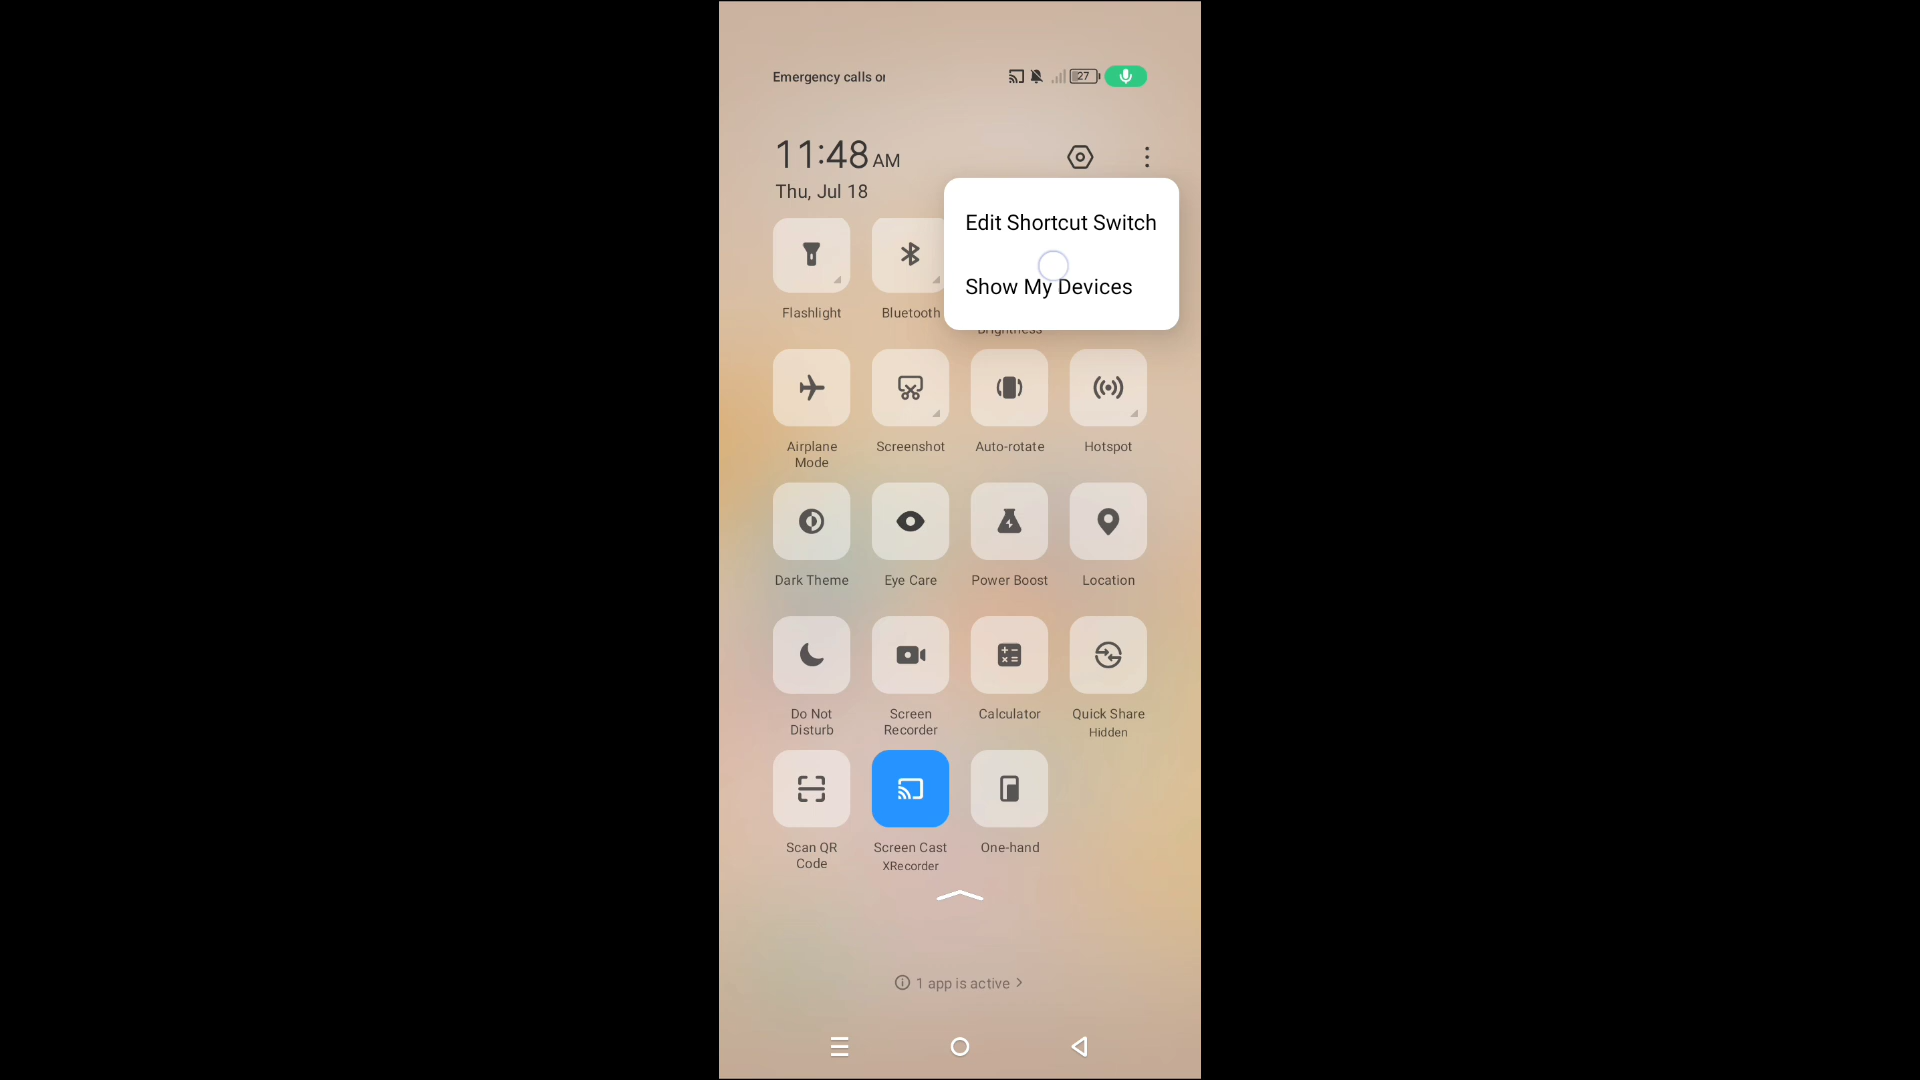 Emergency calls or
27
11:48 AM
Thu, Jul 18
Edit Shortcut Switch
Show My Devices
Flashlight
Bluetooth
Brightness
Airplane
Mode
Screenshot
Auto-rotate
Hotspot
Dark Theme
Eye Care
Power Boost
Location
Do Not
Disturb
Screen
Recorder
Calculator
Quick Share
Hidden
Scan QR
Code
Screen Cast
XRecorder
One-hand
1 app is active